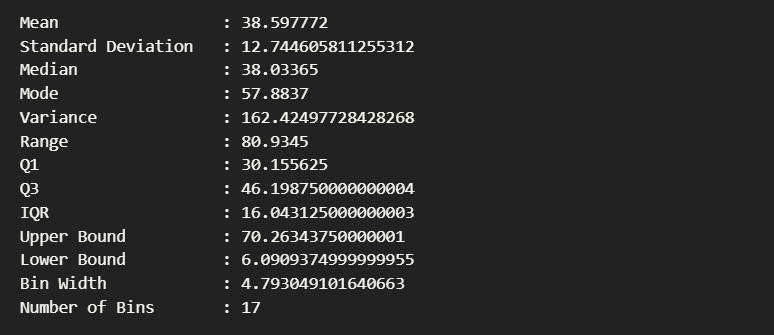 Mean : 38.597772
Standard Deviation : 12.744605811255312
Median : 38.03365
Mode : 57.8837
Variance : 162.42497728428268
Range : 80.9345
Q1 : 30.155625
Q3 : 46.198750000000004
IQR : 16.043125000000003
Upper Bound : 70.26343750000001
Lower Bound : 6.0909374999999955
Bin Width : 4.793049101640663
Number of Bins : 17